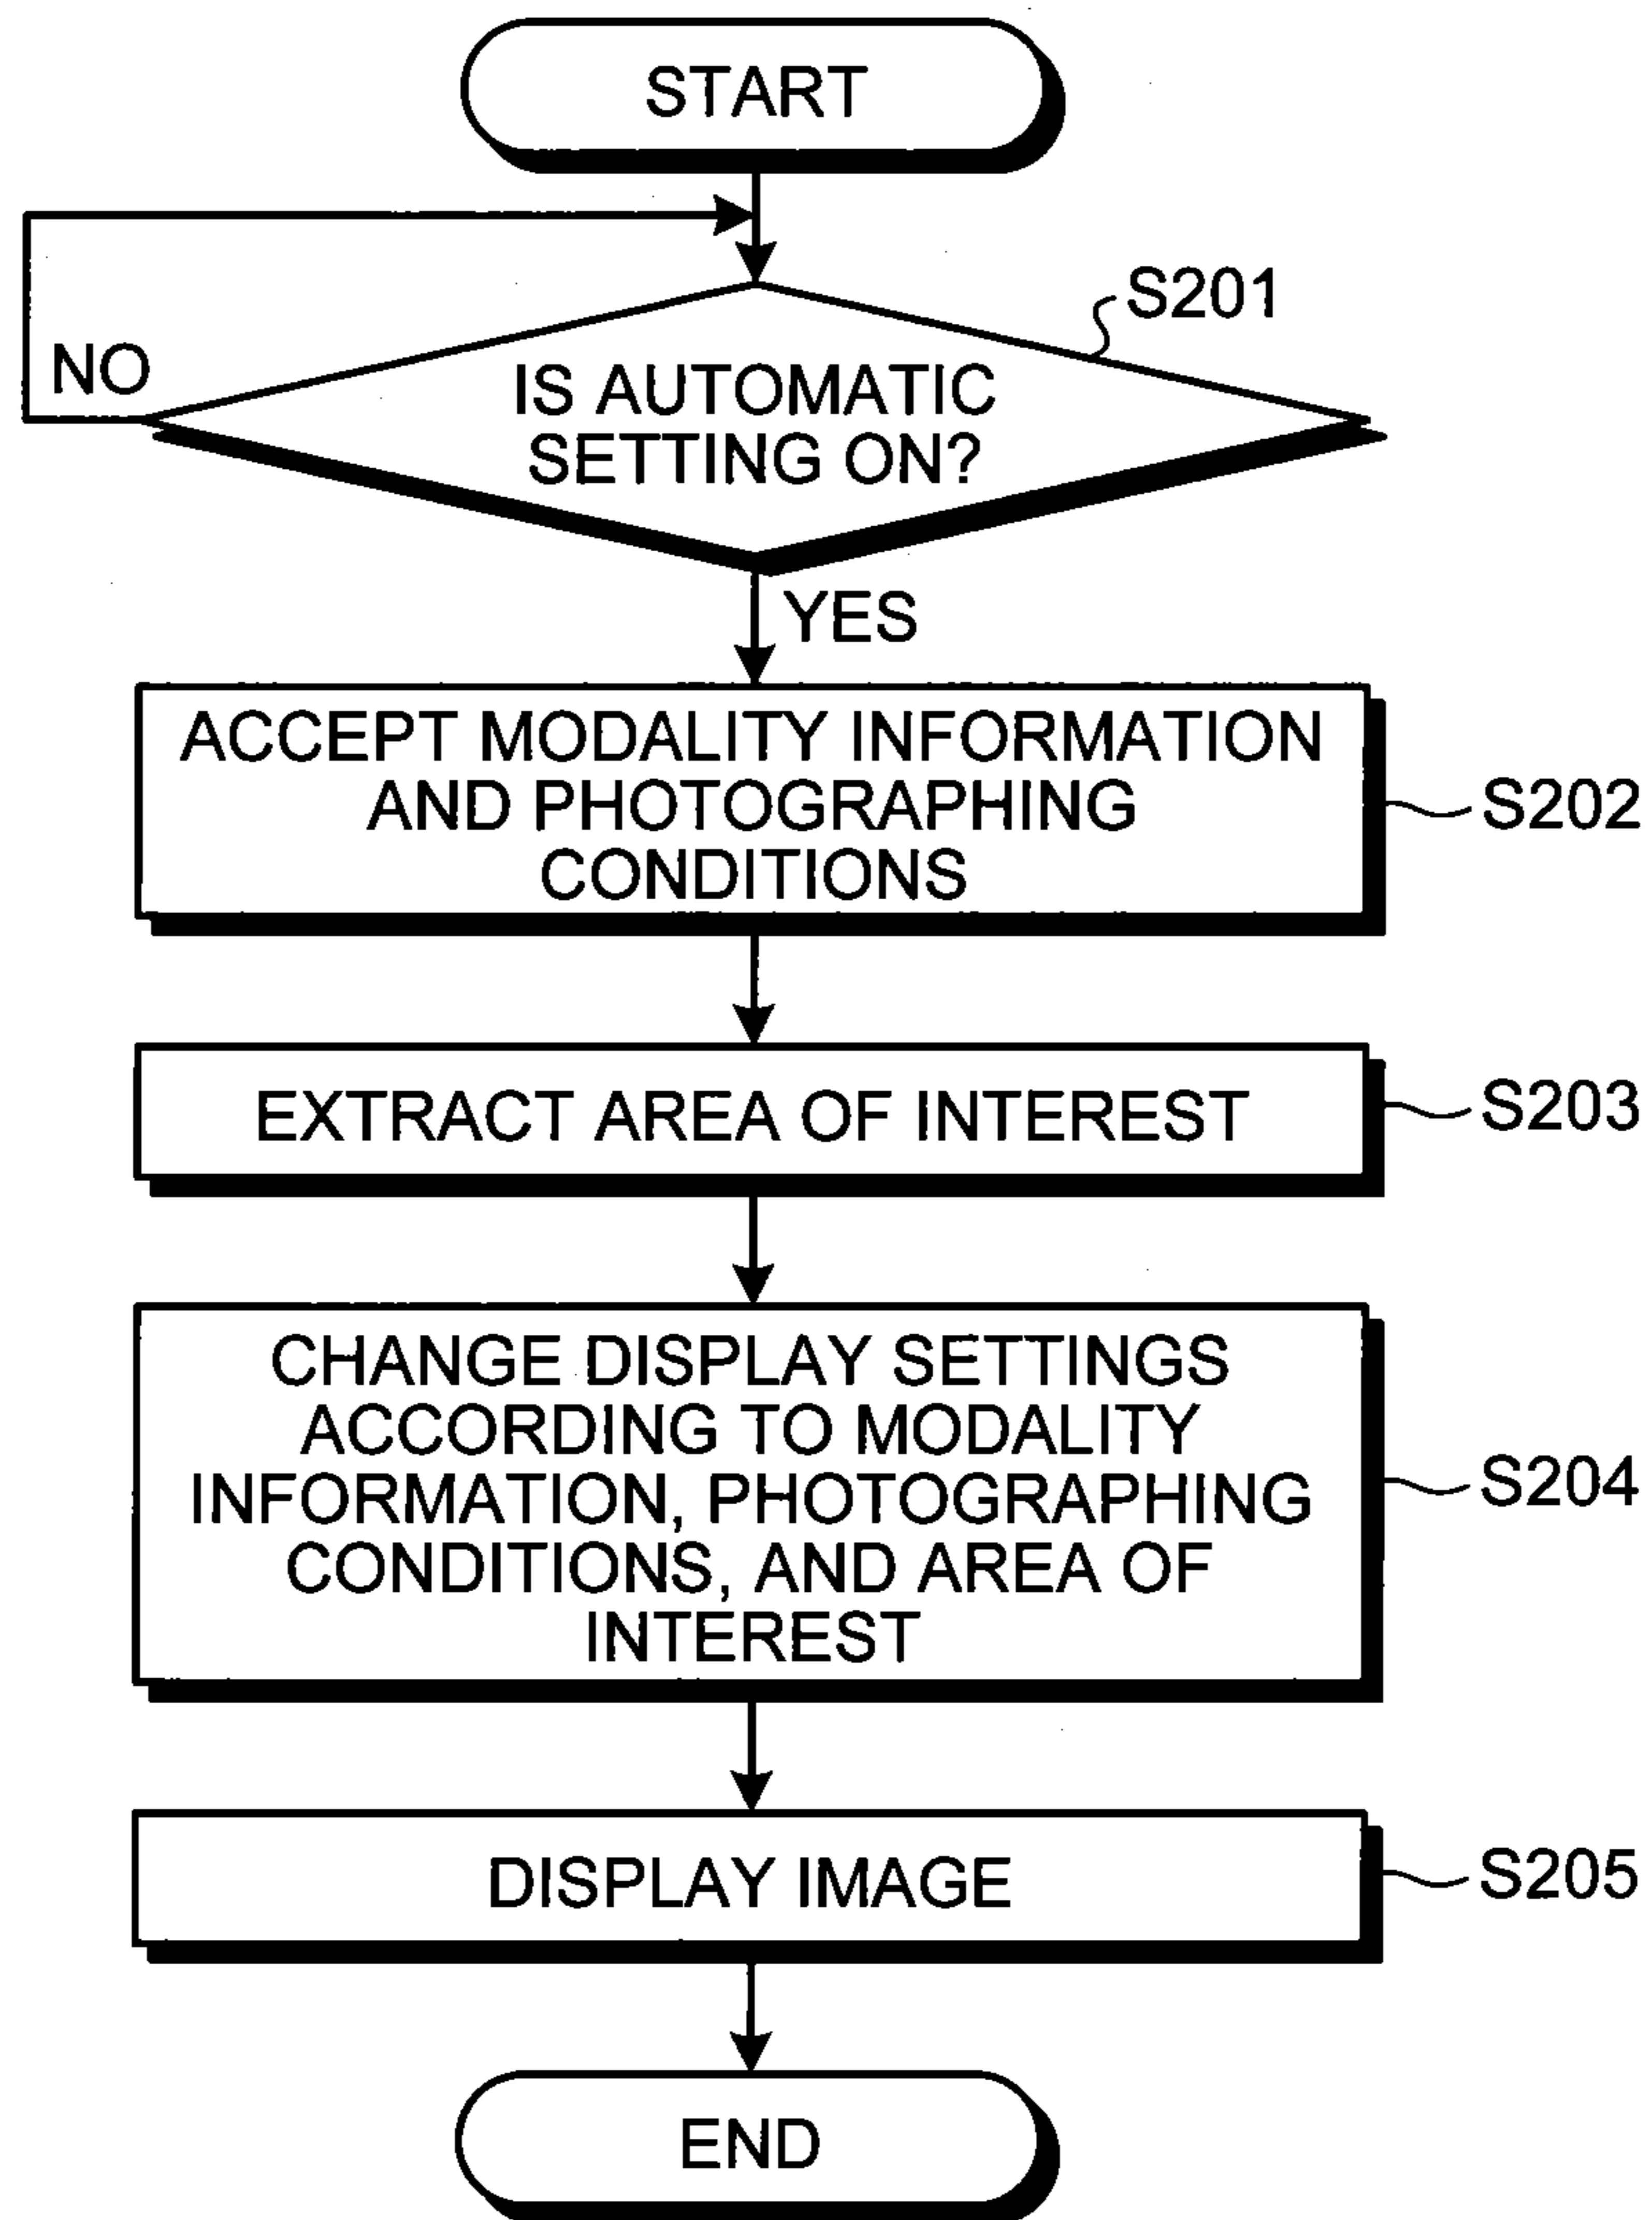 START
S201
NO
IS AUTOMATIC
SETTING ON?
YES
ACCEPT MODALITY INFORMATION
AND PHOTOGRAPHING
CONDITIONS
S202
EXTRACT AREA OF INTEREST
S203
CHANGE DISPLAY SETTINGS
ACCORDING TO MODALITY
INFORMATION, PHOTOGRAPHING
CONDITIONS, AND AREA OF
INTEREST
S204
DISPLAY IMAGE
S205
END